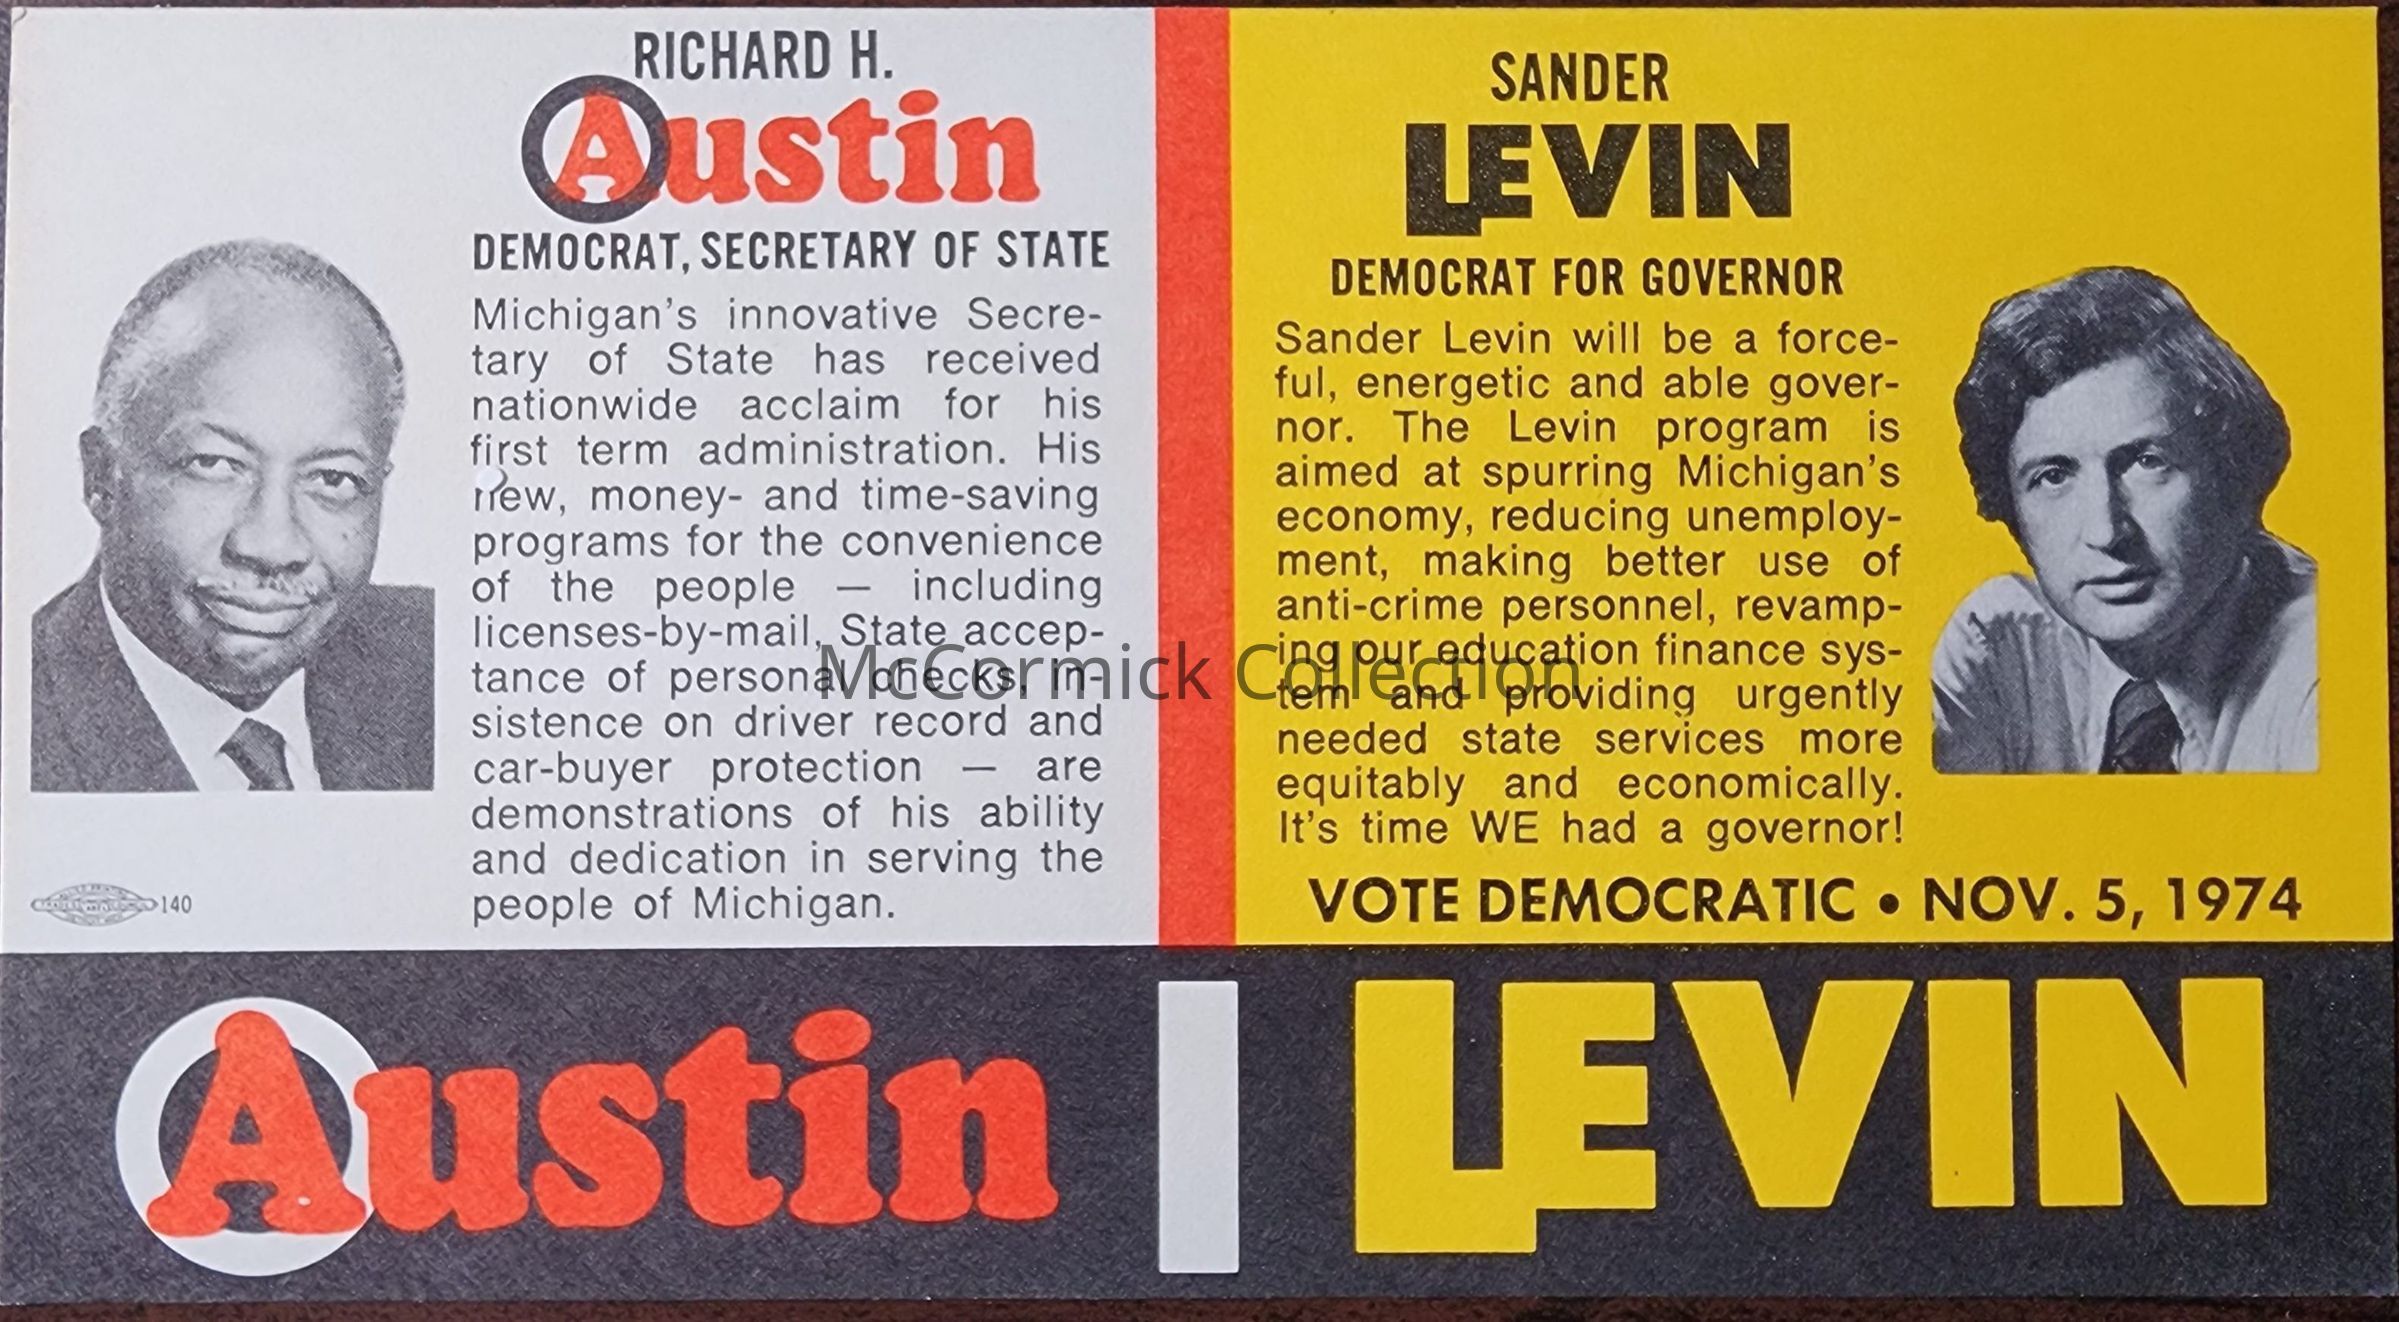 RICHARD H.
Austin
DEMOCRAT, SECRETARY OF STATE
Michigan's innovative Secre-
tary of State has received
nationwide acclaim for his
first term administration. His
new, money- and time-saving
programs for the convenience
of the people — including
licenses-by-mail, State accep-
tance of personal checks, in-
sistence on driver record and
car-buyer protection — are
demonstrations of his ability
and dedication in serving the
people of Michigan.
140
SANDER
LEVIN
DEMOCRAT FOR GOVERNOR
Sander Levin will be a force-
ful, energetic and able gover-
nor. The Levin program is
aimed at spurring Michigan's
economy, reducing unemploy-
ment, making better use of
anti-crime personnel, revamp-
ing our education finance sys-
tem and providing urgently
needed state services more
equitably and economically.
It's time WE had a governor!
VOTE DEMOCRATIC • NOV. 5, 1974
McCormick Collection
Austin
LEVIN